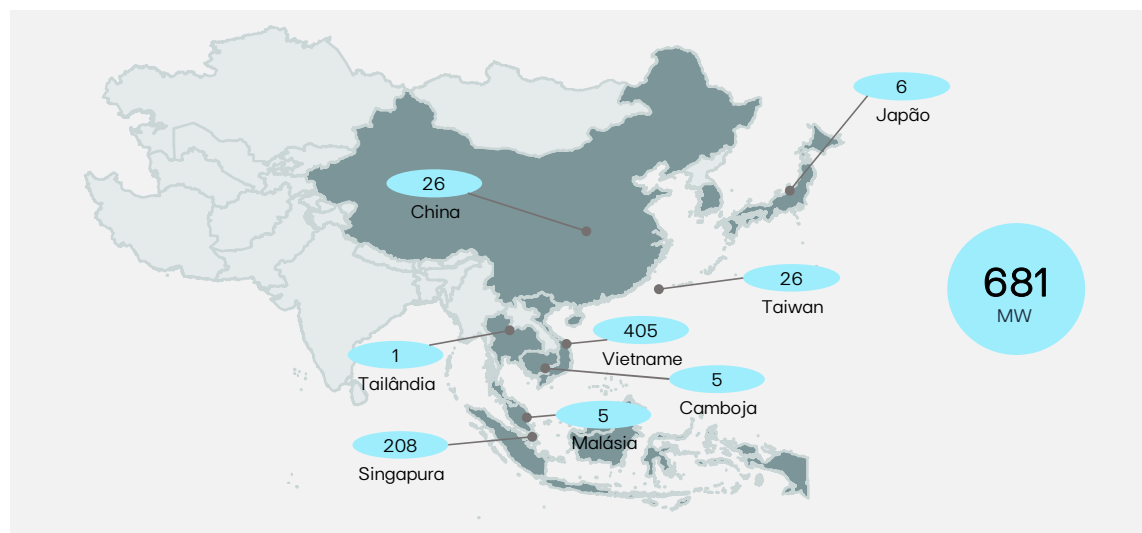 6
Japão
26
China
681
MW
26
Taiwan
405
Vietname
1
Tailândia
5
Camboja
5
Malásia
208
Singapura